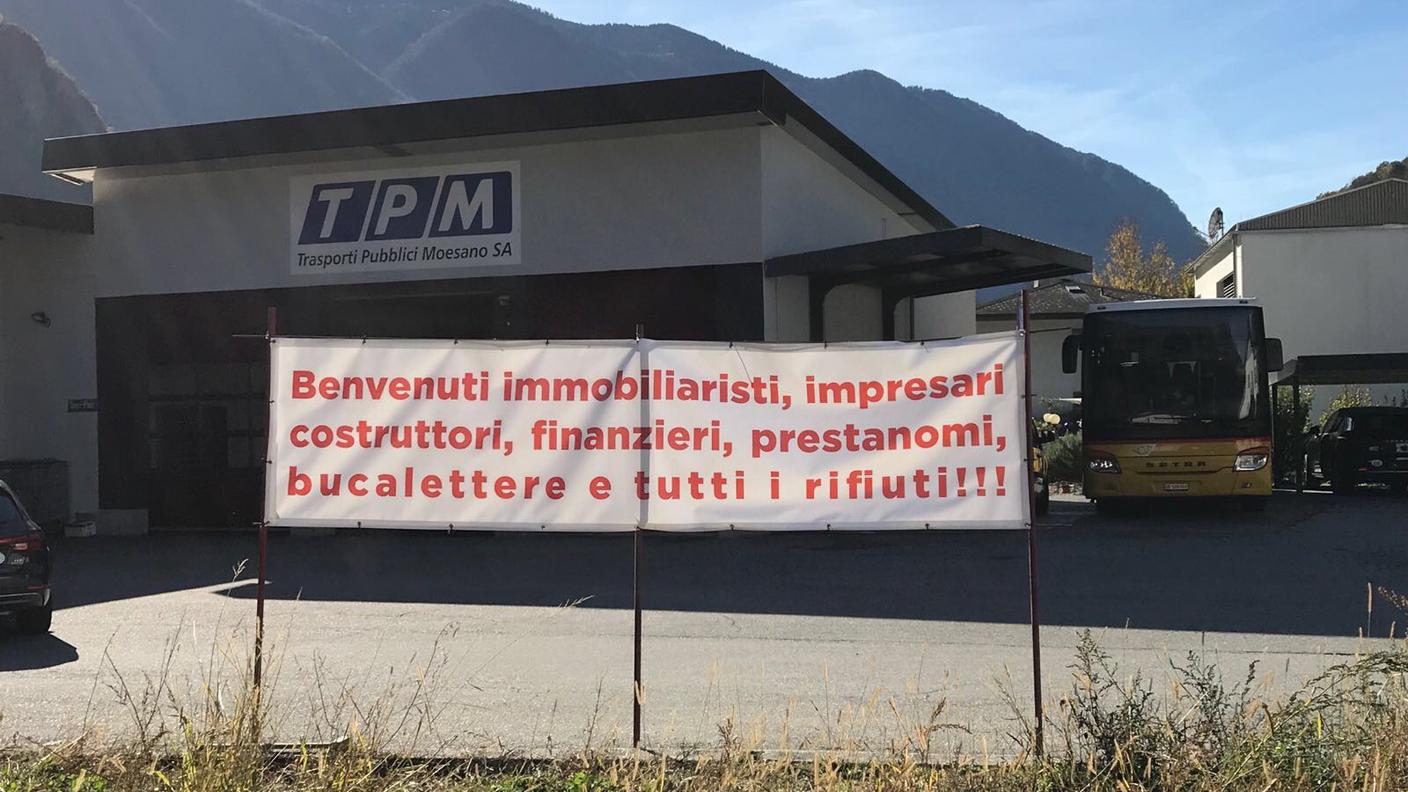 TPM
Trasporti Pubblici Moesano SA
Benvenuti immobiliaristi, impresari
costruttori, finanzieri, prestanomi,
bucalettere e tutti i rifiuti!!!
SETRA